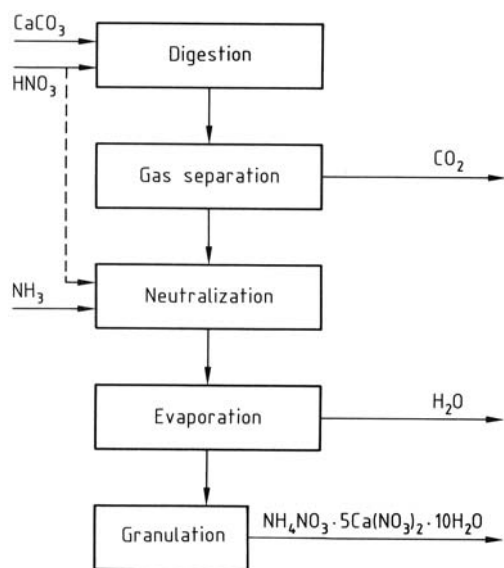 CaCO₃
HNO₃
Digestion
Gas separation
CO₂
NH₃
Neutralization
Evaporation
H₂O
Granulation
NH₄NO₃·5Ca(NO₃)₂·10H₂O